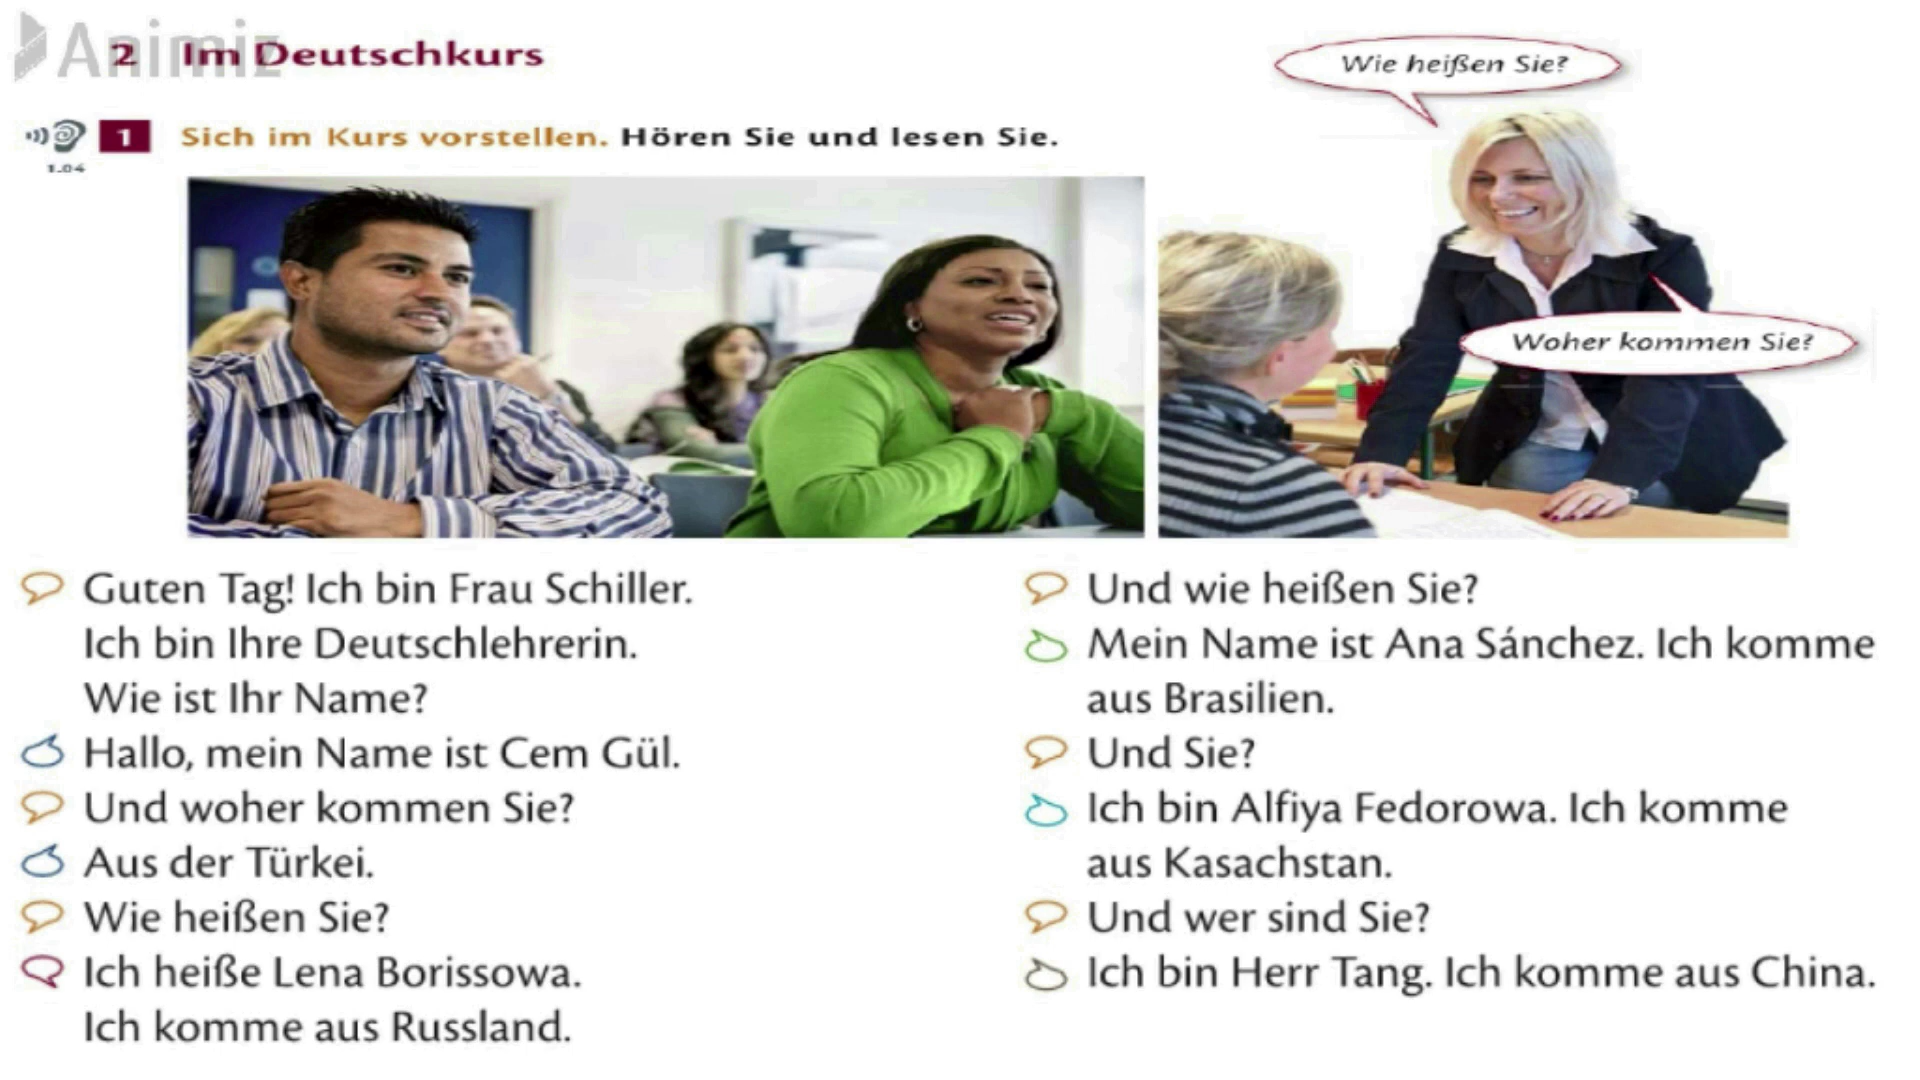 Animiz
2 Im Deutschkurs
Wie heißen Sie?
1 Sich im Kurs vorstellen. Hören Sie und lesen Sie.
1.04
Woher kommen Sie?
Guten Tag! Ich bin Frau Schiller.
Ich bin Ihre Deutschlehrerin.
Wie ist Ihr Name?
Hallo, mein Name ist Cem Gül.
Und woher kommen Sie?
Aus der Türkei.
Wie heißen Sie?
Ich heiße Lena Borissowa.
Ich komme aus Russland.
Und wie heißen Sie?
Mein Name ist Ana Sánchez. Ich komme
aus Brasilien.
Und Sie?
Ich bin Alfiya Fedorowa. Ich komme
aus Kasachstan.
Und wer sind Sie?
Ich bin Herr Tang. Ich komme aus China.